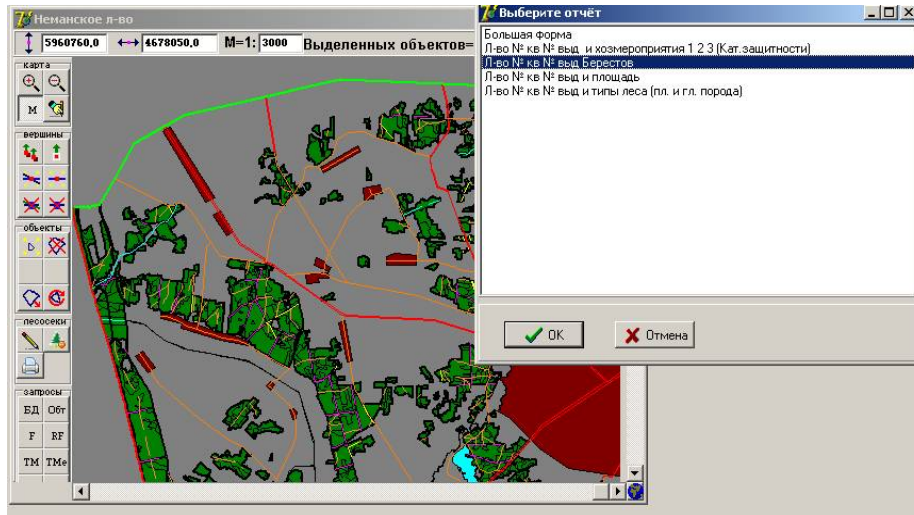 Неманское л-во
5960760,0 4678050,0 М=1: 3000 Выделенных объектов=
карта
М
вершины
объекты
лесосеки
запросы
БД Обт
F RF
ТМ ТМе
Выберите отчёт
Большая форма
Л-во № кв № выд и хозмероприятия 1 2 3 (Кат.защитности)
Л-во № кв № выд Берестов
Л-во № кв № выд и площадь
Л-во № кв № выд и типы леса (пл. и гл. порода)
OK Отмена